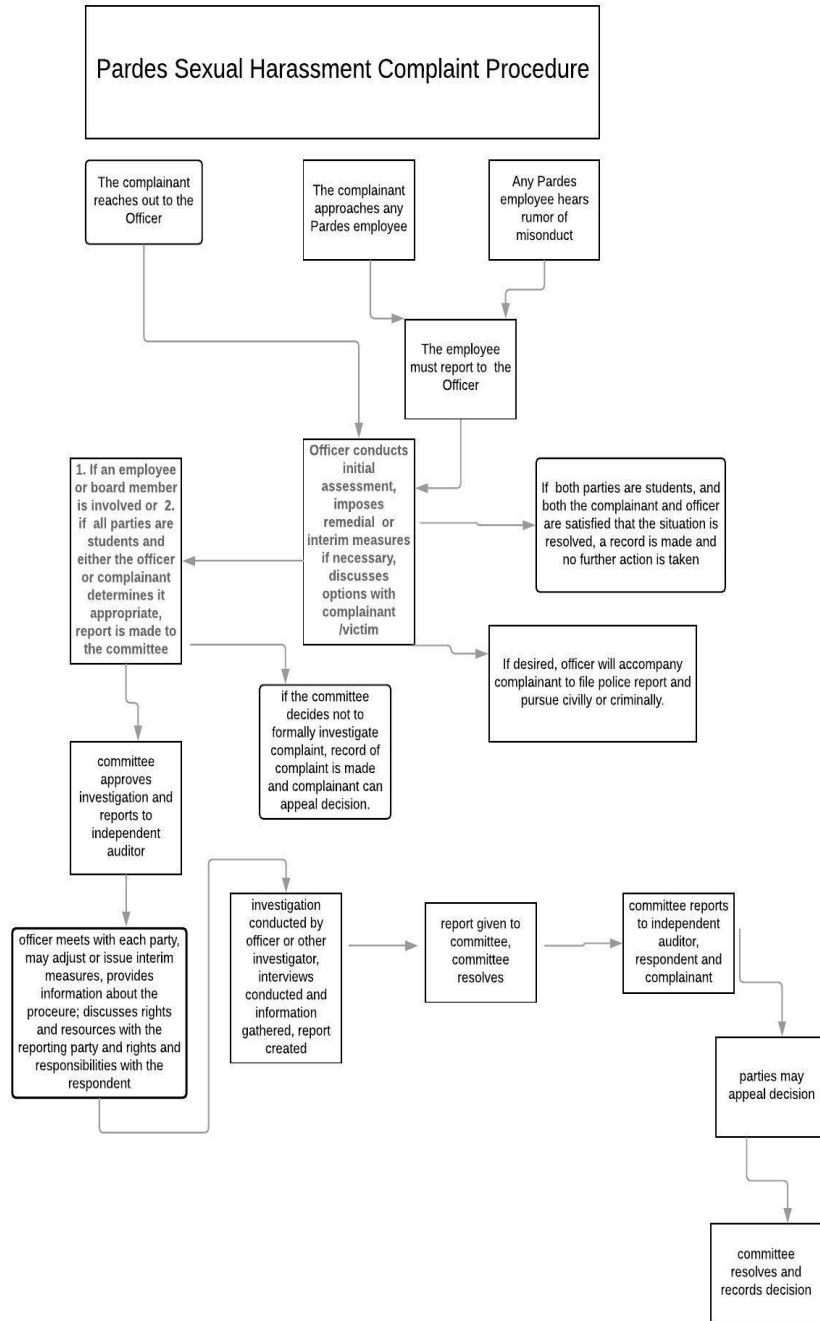 Pardes Sexual Harassment Complaint Procedure
The complainant
reaches out to the
Officer
The complainant
approaches any
Pardes employee
Any Pardes
employee hears
rumor of
misonduct
The employee
must report to the
Officer
Officer conducts
initial
assessment,
imposes
remedial or
interim measures
if necessary,
discusses
options with
complainant
/victim
1. If an employee
or board member
is involved or 2.
if all parties are
students and
either the officer
or complainant
determines it
appropriate,
report is made to
the committee
If both parties are students, and
both the complainant and officer
are satisfied that the situation is
resolved, a record is made and
no further action is taken
If desired, officer will accompany
complainant to file police report and
pursue civilly or criminally.
if the committee
decides not to
formally investigate
complaint, record of
complaint is made
and complainant can
appeal decision.
committee
approves
investigation and
reports to
independent
auditor
officer meets with each party,
may adjust or issue interim
measures, provides
information about the
proceure; discusses rights
and resources with the
reporting party and rights and
responsibilities with the
respondent
investigation
conducted by
officer or other
investigator,
interviews
conducted and
information
gathered, report
created
report given to
committee,
committee
resolves
committee reports
to independent
auditor,
respondent and
complainant
parties may
appeal decision
committee
resolves and
records decision